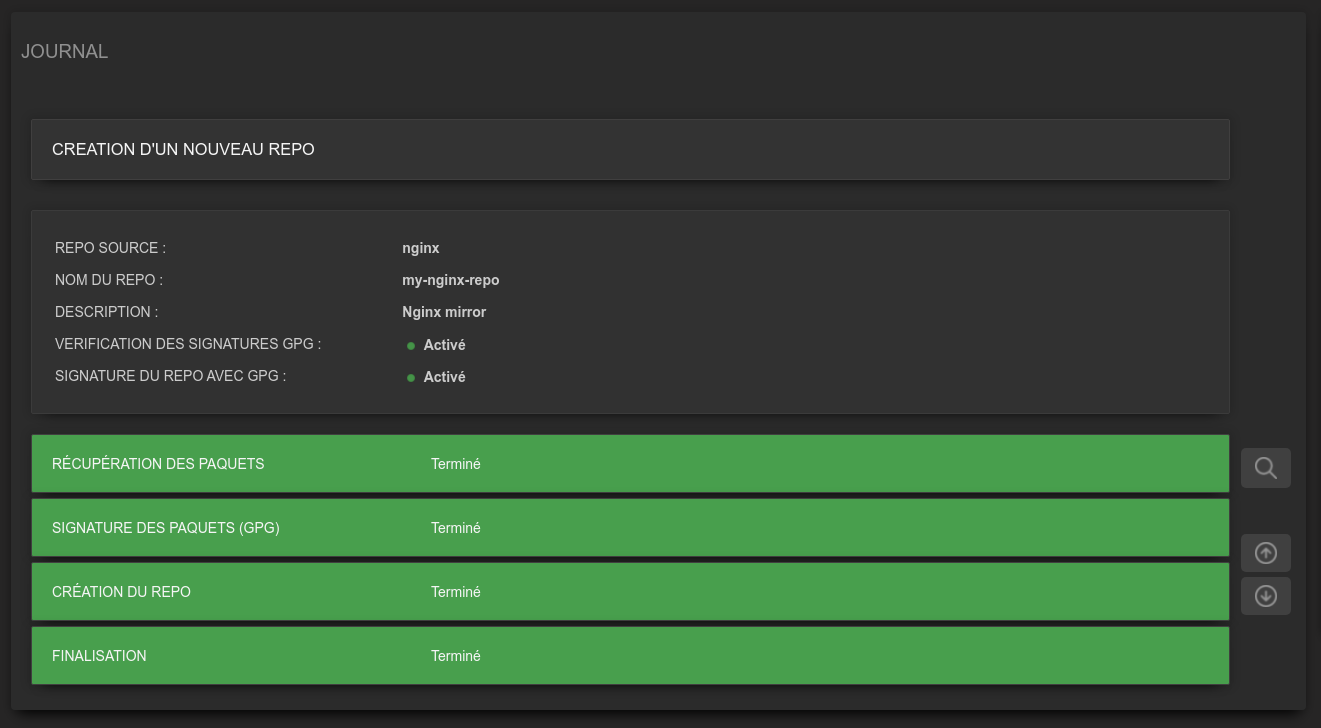 JOURNAL
CREATION D'UN NOUVEAU REPO
REPO SOURCE : nginx
NOM DU REPO : my-nginx-repo
DESCRIPTION : Nginx mirror
VERIFICATION DES SIGNATURES GPG : Activé
SIGNATURE DU REPO AVEC GPG : Activé
RÉCUPÉRATION DES PAQUETS Terminé
SIGNATURE DES PAQUETS (GPG) Terminé
CRÉATION DU REPO Terminé
FINALISATION Terminé